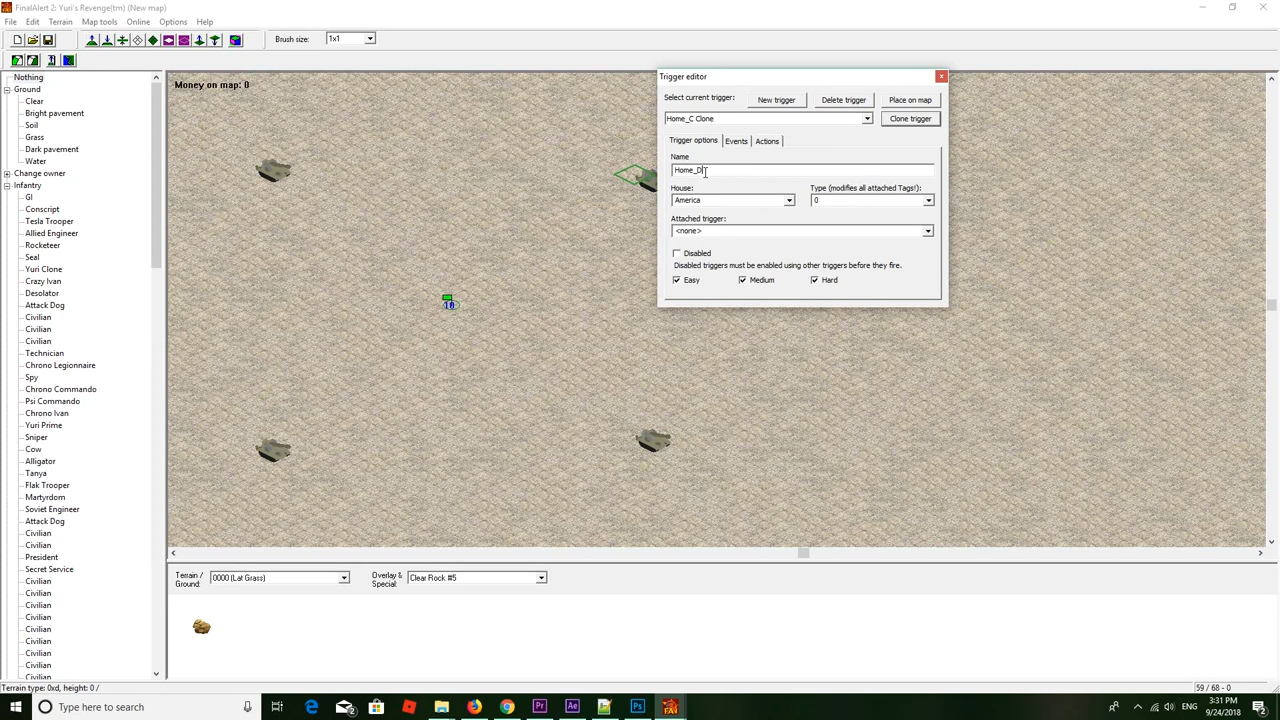 FinalAlert 2: Yuri's Revenge(tm) (New map)
File Edit Terrain Map tools Online Options Help
Brush size: 1x1
Nothing
Ground
Clear
Bright pavement
Soil
Grass
Dark pavement
Water
Change owner
Infantry
GI
Conscript
Tesla Trooper
Allied Engineer
Rocketeer
Seal
Yuri Clone
Crazy Ivan
Desolator
Attack Dog
Civilian
Civilian
Civilian
Technician
Chrono Legionnaire
Spy
Chrono Commando
Psi Commando
Chrono Ivan
Yuri Prime
Sniper
Cow
Alligator
Tanya
Flak Trooper
Martyrdom
Soviet Engineer
Attack Dog
Civilian
Civilian
President
Secret Service
Civilian
Civilian
Civilian
Civilian
Civilian
Civilian
Civilian
Civilian
Civilian
Money on map: 0
10
Trigger editor
Select current trigger: New trigger Delete trigger Place on map
Home_C Clone Clone trigger
Trigger options Events Actions
Name
Home_D
House: Type (modifies all attached Tags!):
America 0
Attached trigger:
<none>
Disabled
Disabled triggers must be enabled using other triggers before they fire.
Easy Medium Hard
Terrain / Ground: 0000 (Lat Grass) Overlay & Special: Clear Rock #5
Terrain type: 0xd, height: 0 / 59 / 68 - 0
Type here to search
ENG
3:31 PM
9/24/2018